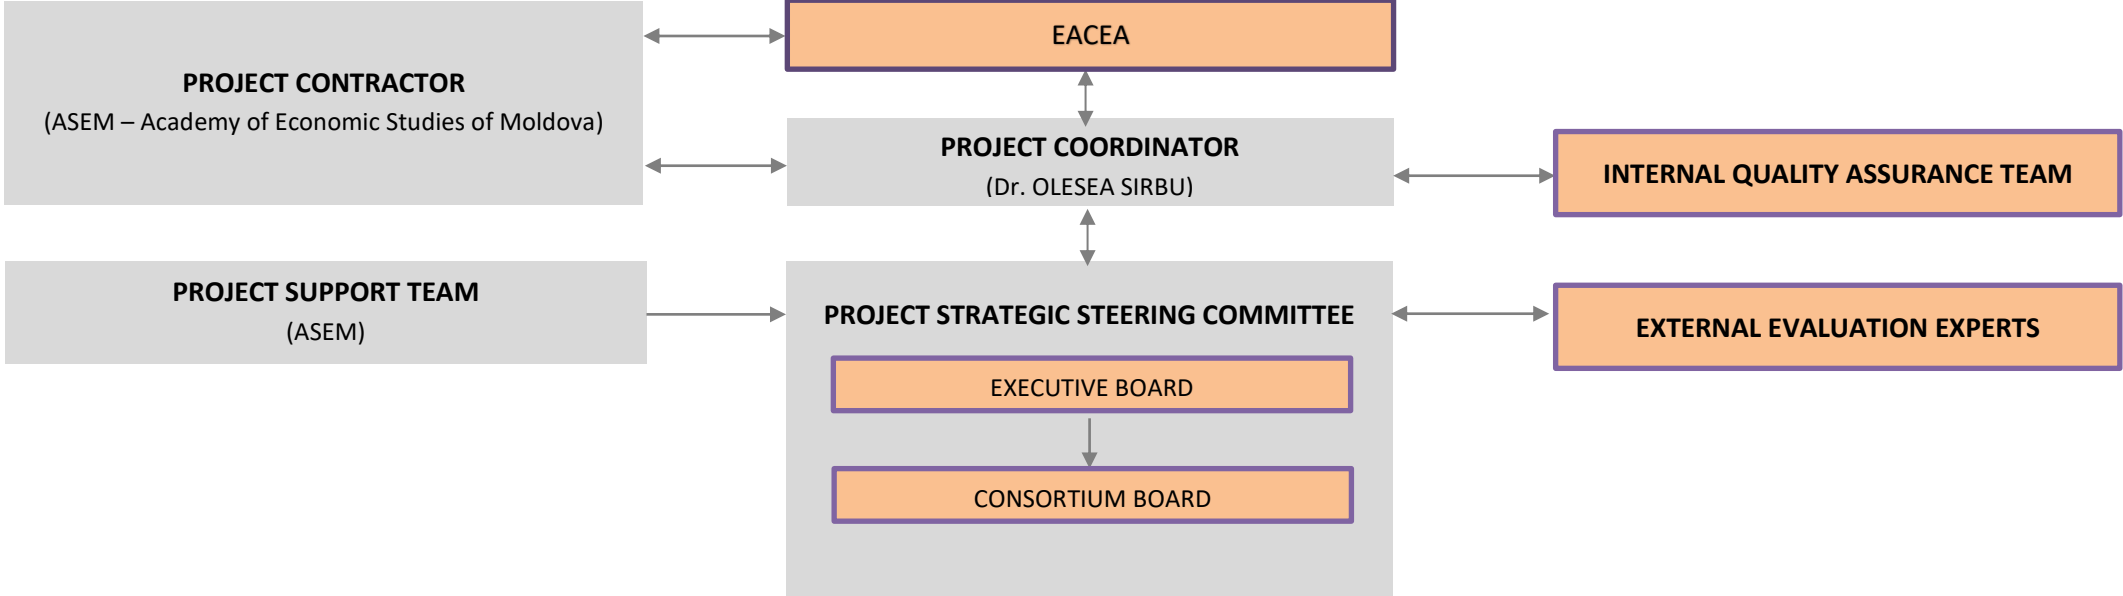 EACEA
PROJECT CONTRACTOR
(ASEM – Academy of Economic Studies of Moldova)
PROJECT COORDINATOR
(Dr. OLESEA SIRBU)
INTERNAL QUALITY ASSURANCE TEAM
PROJECT SUPPORT TEAM
(ASEM)
PROJECT STRATEGIC STEERING COMMITTEE
EXTERNAL EVALUATION EXPERTS
EXECUTIVE BOARD
CONSORTIUM BOARD